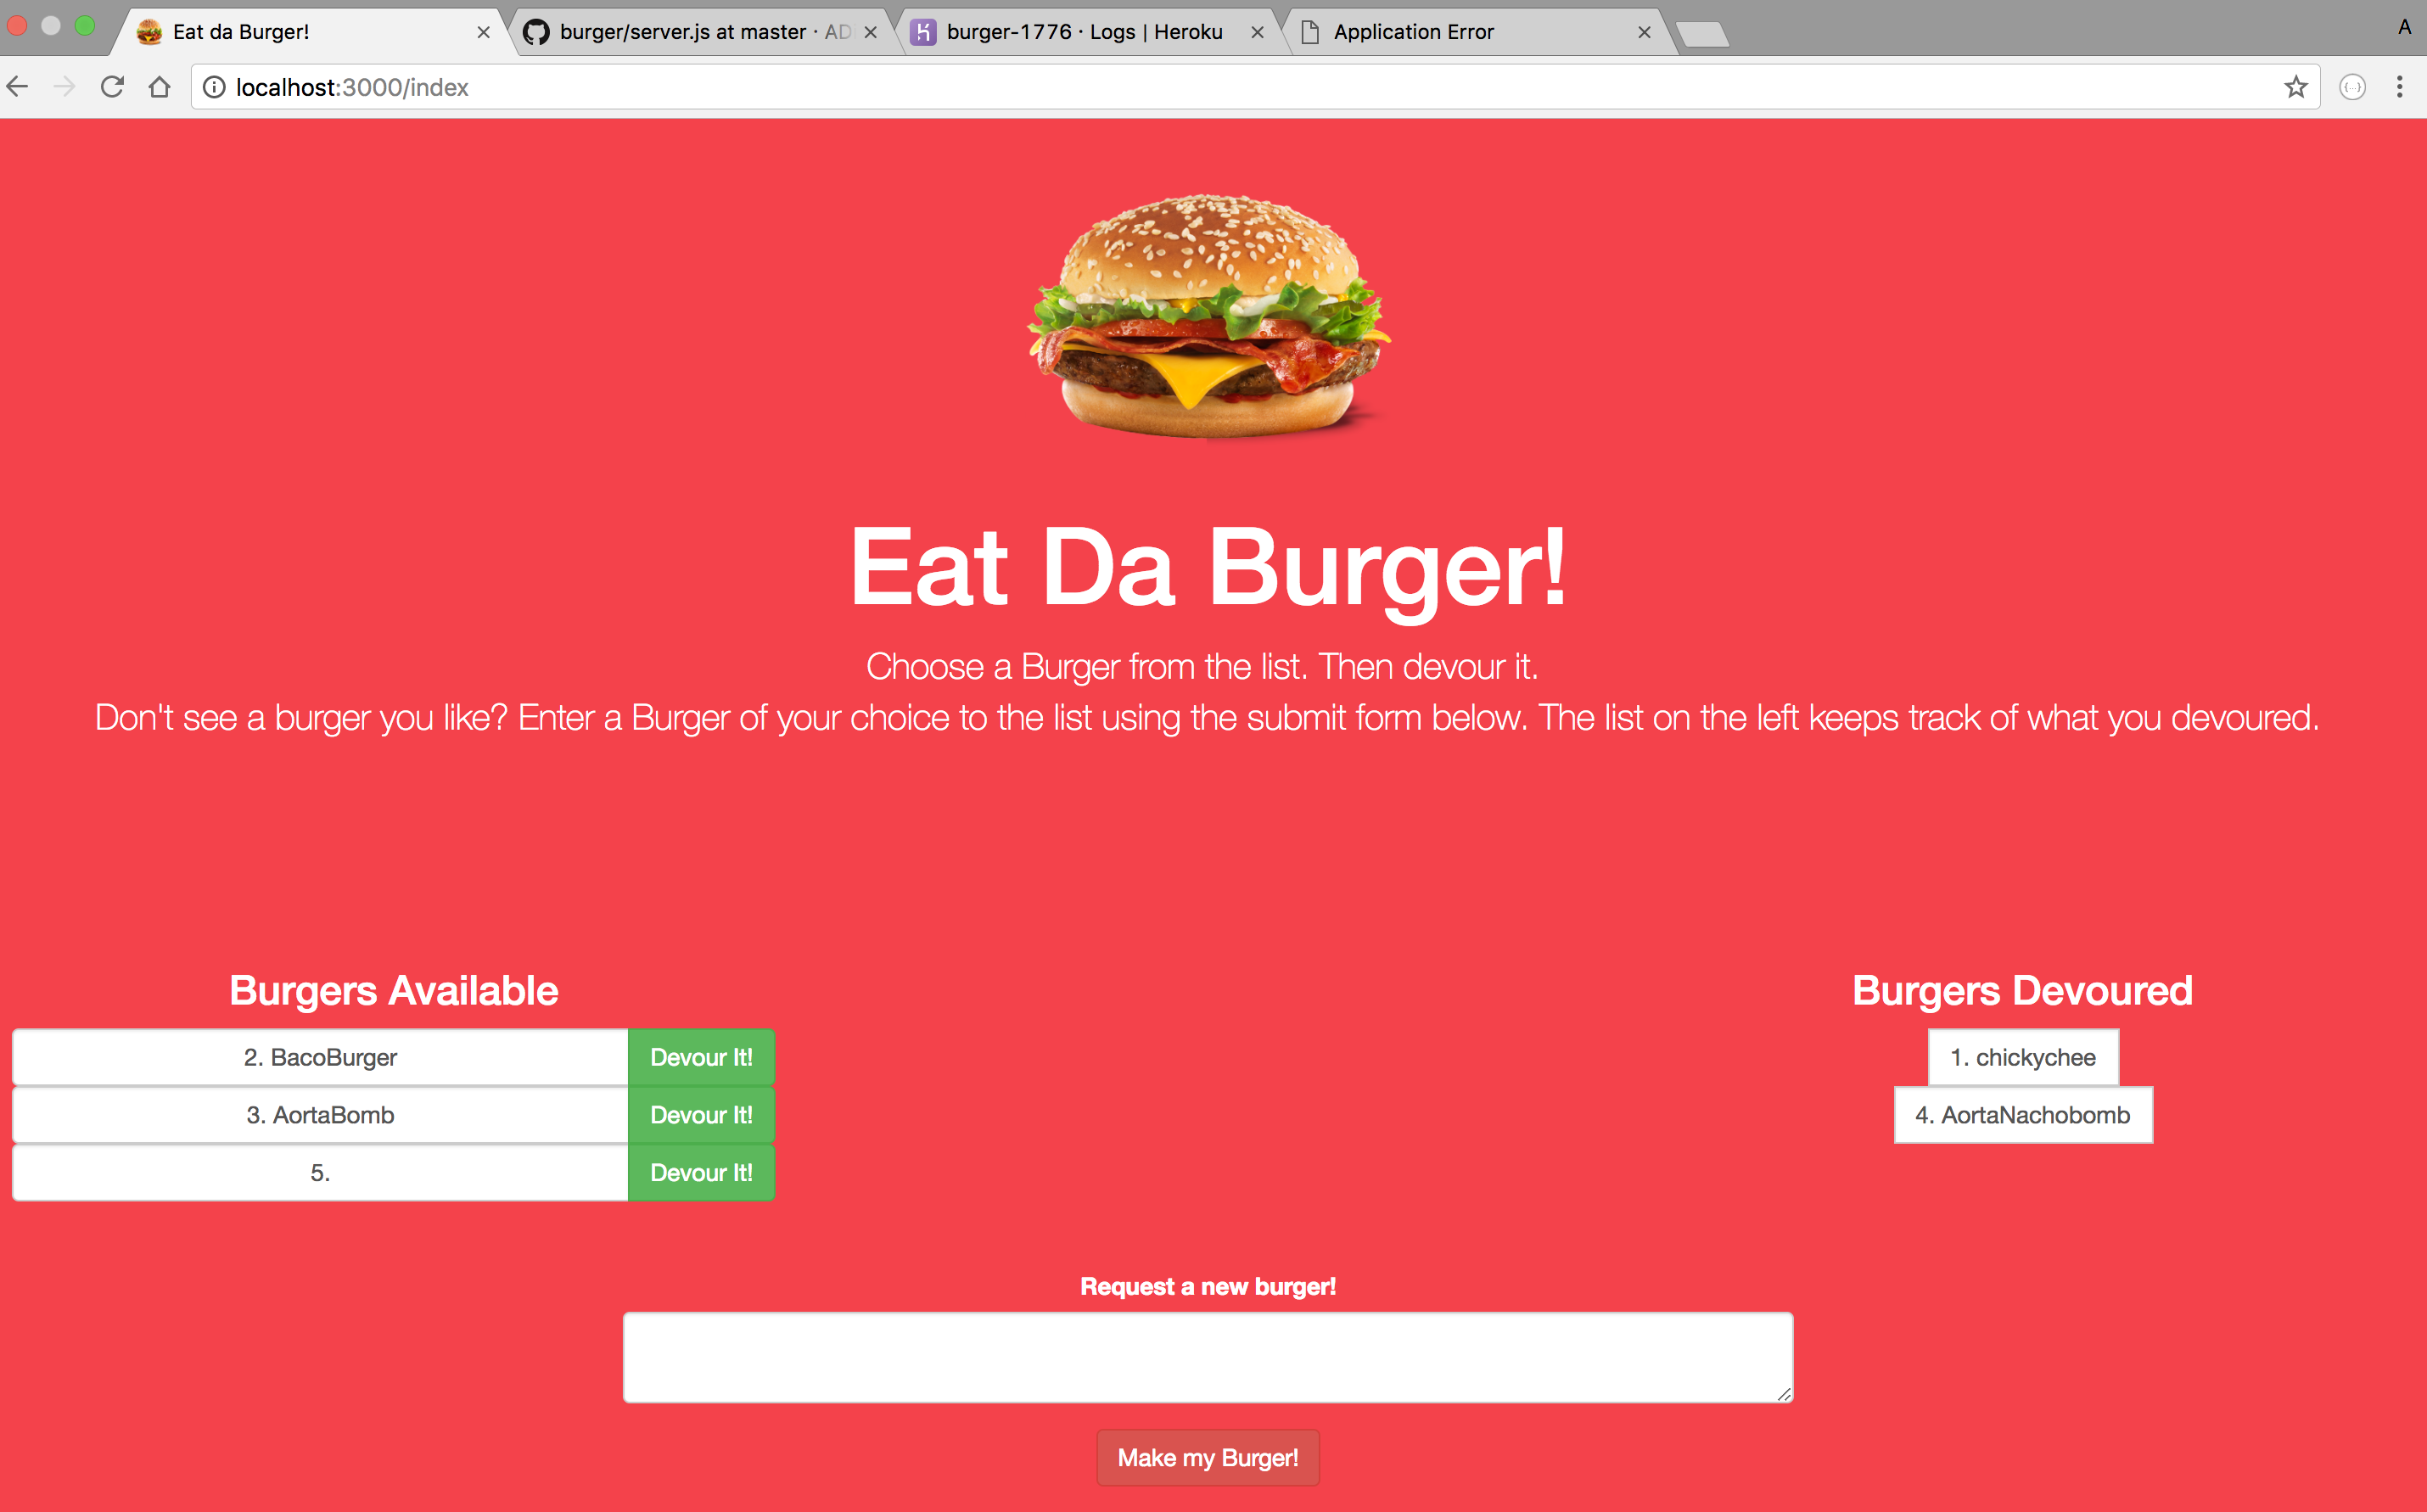 Eat da Burger!
burger/server.js at master · AD
burger-1776 · Logs | Heroku
Application Error
A
localhost:3000/index
Eat Da Burger!
Choose a Burger from the list. Then devour it.
Don't see a burger you like? Enter a Burger of your choice to the list using the submit form below. The list on the left keeps track of what you devoured.
Burgers Available
2. BacoBurger Devour It!
3. AortaBomb Devour It!
5. Devour It!
Burgers Devoured
1. chickychee
4. AortaNachobomb
Request a new burger!
Make my Burger!